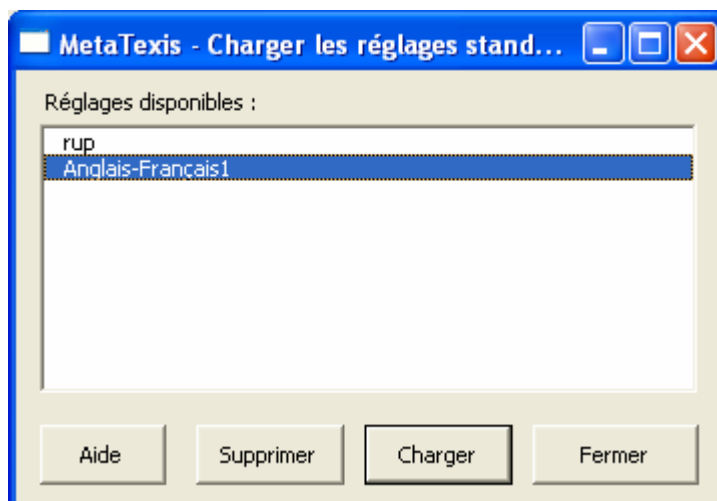 MetaTexis - Charger les réglages stand...
Réglages disponibles :
rup
Anglais-Français1
Aide
Supprimer
Charger
Fermer